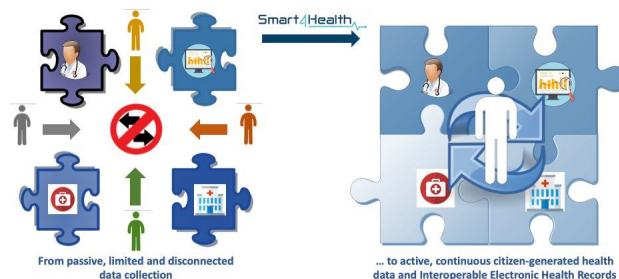 Smart4Health
From passive, limited and disconnected
data collection
... to active, continuous citizen-generated health
data and Interoperable Electronic Health Records